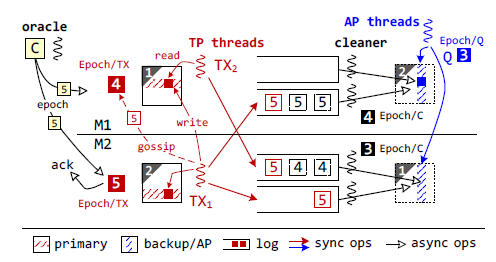 oracle
C
TP threads
AP threads
cleaner
Epoch/TX
4
read
TX2
1
5
5
epoch
5
gossip
write
M1
M2
ack
5
Epoch/TX
2
TX1
5 5 5
4 Epoch/C
3 Epoch/C
5 4 4
5
2
1
Epoch/Q
Q 3
primary
backup/AP
log
sync ops
async ops